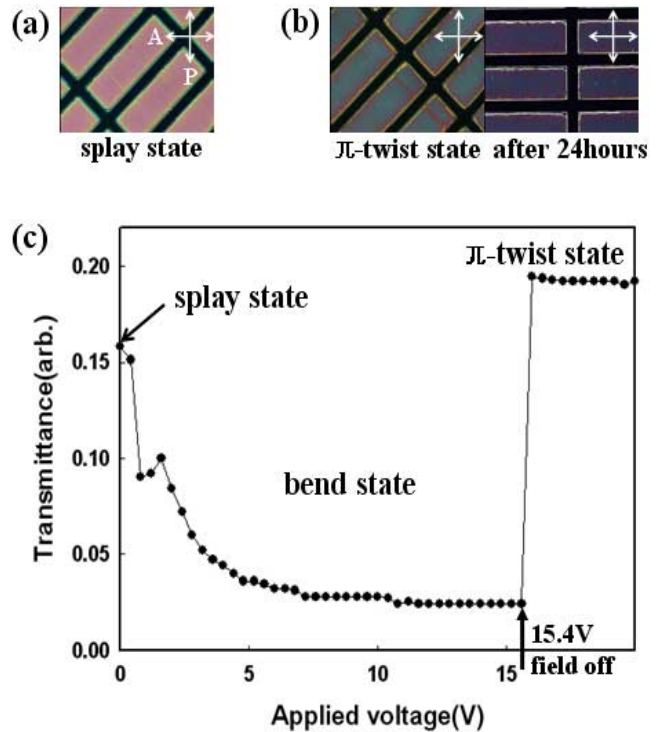 (a)
A
P
splay state
(b)
π-twist state after 24hours
(c)
π-twist state
splay state
bend state
15.4V
field off
0.20
0.15
0.10
0.05
0.00
Transmittance(arb.)
0 5 10 15
Applied voltage(V)